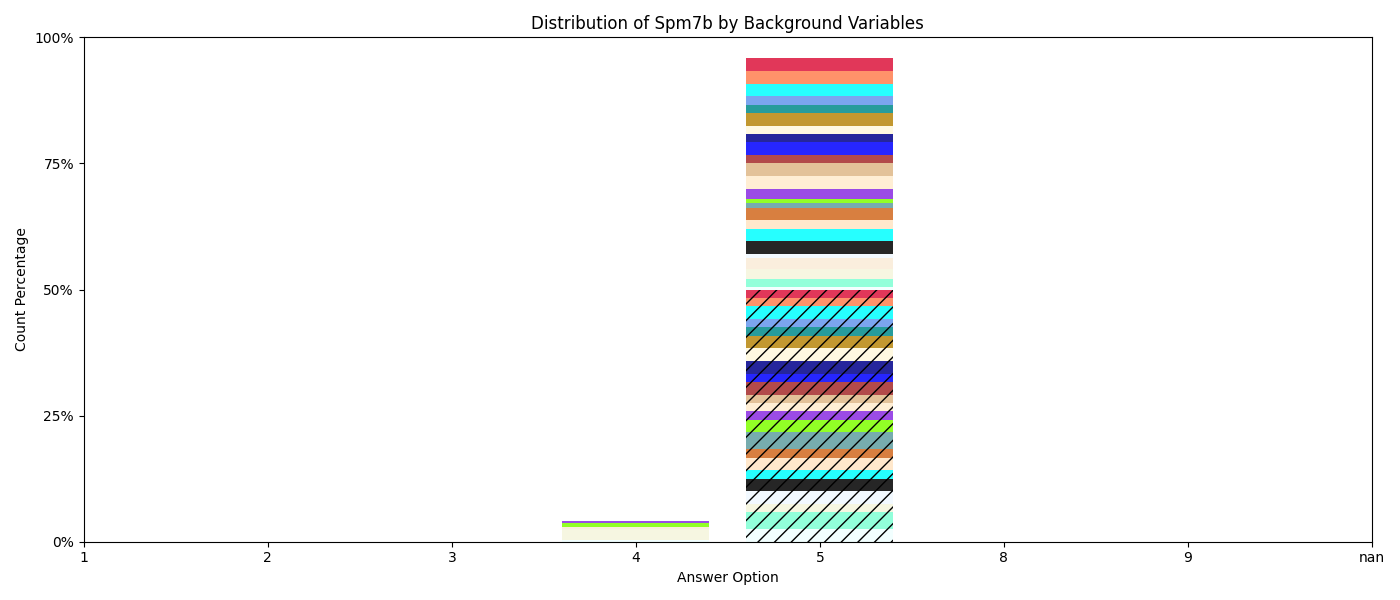 Distribution of Spm7b by Background Variables
100%
75%
50%
25%
0%
Count Percentage
1 2 3 4 5 8 9 nan
Answer Option